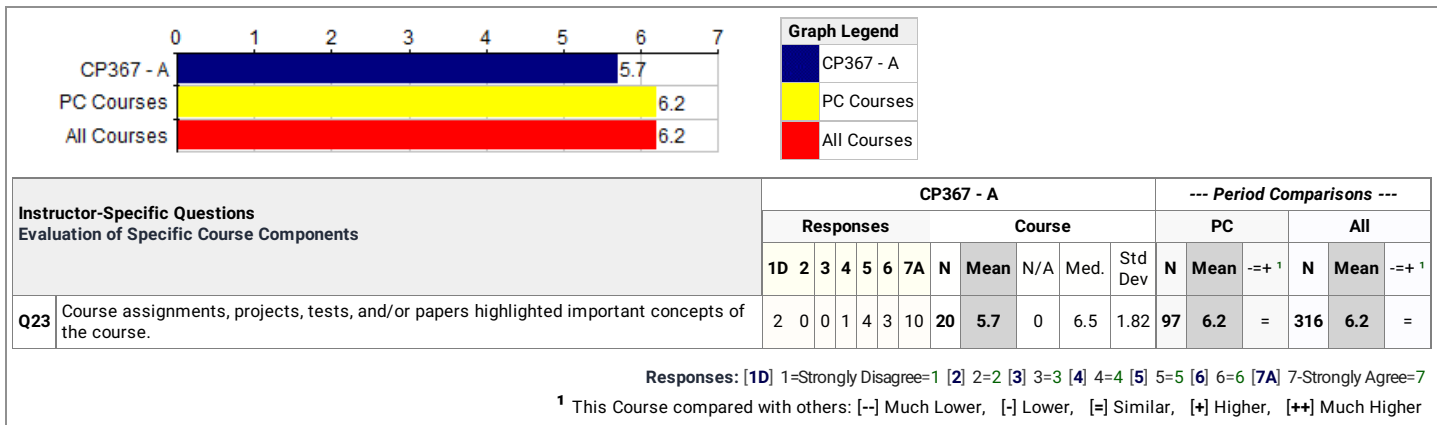 0 1 2 3 4 5 6 7
CP367 - A 5.7
PC Courses 6.2
All Courses 6.2
Graph Legend
CP367 - A
PC Courses
All Courses
Instructor-Specific Questions
Evaluation of Specific Course Components
CP367 - A --- Period Comparisons ---
Responses Course PC All
1D 2 3 4 5 6 7A N Mean N/A Med. Std Dev N Mean -=+ ¹ N Mean -=+ ¹
Q23 Course assignments, projects, tests, and/or papers highlighted important concepts of
the course.
2 0 0 1 4 3 10 20 5.7 0 6.5 1.82 97 6.2 = 316 6.2 =
Responses: [1D] 1=Strongly Disagree=1 [2] 2=2 [3] 3=3 [4] 4=4 [5] 5=5 [6] 6=6 [7A] 7-Strongly Agree=7
¹ This Course compared with others: [--] Much Lower, [-] Lower, [=] Similar, [+] Higher, [++] Much Higher